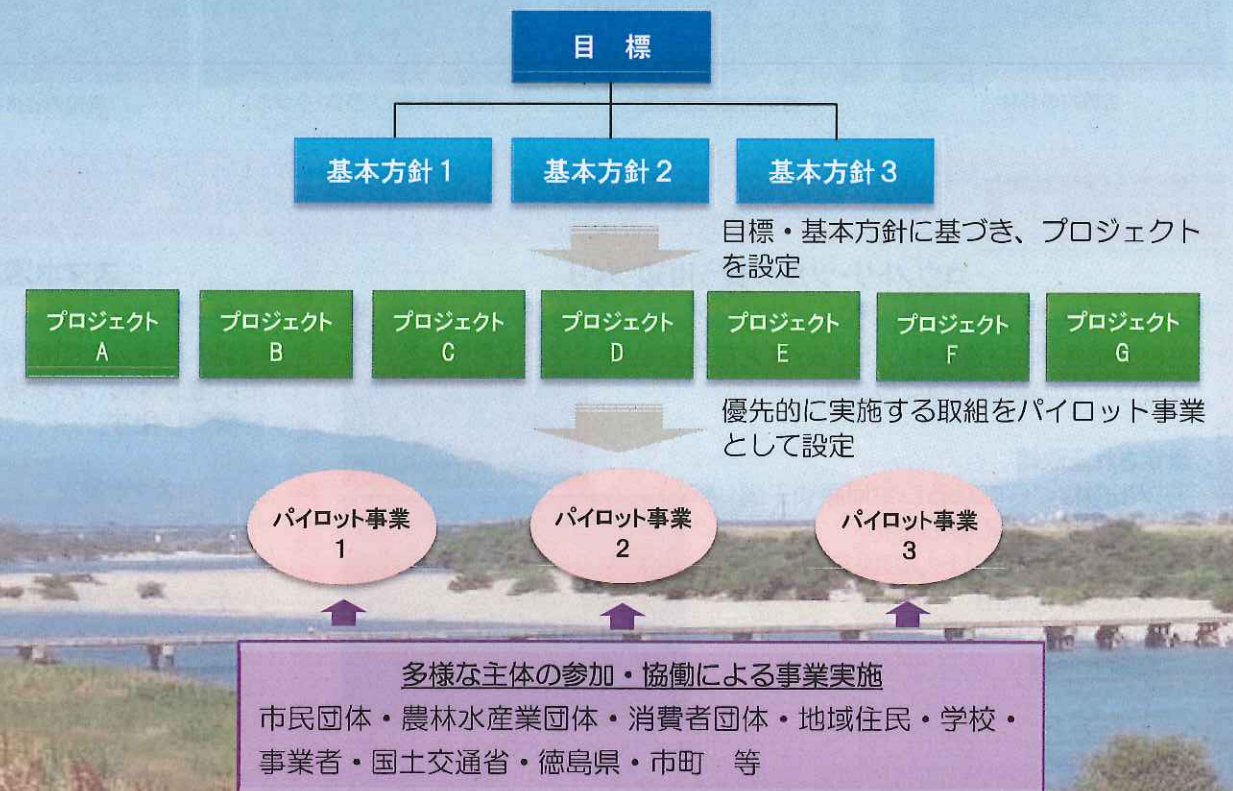 目 標
基本方針1
基本方針2
基本方針3
目標・基本方針に基づき、プロジェクト
を設定
プロジェクト
A
プロジェクト
B
プロジェクト
C
プロジェクト
D
プロジェクト
E
プロジェクト
F
プロジェクト
G
優先的に実施する取組をパイロット事業
として設定
パイロット事業
1
パイロット事業
2
パイロット事業
3
多様な主体の参加・協働による事業実施
市民団体・農林水産業団体・消費者団体・地域住民・学校・
事業者・国土交通省・徳島県・市町 等